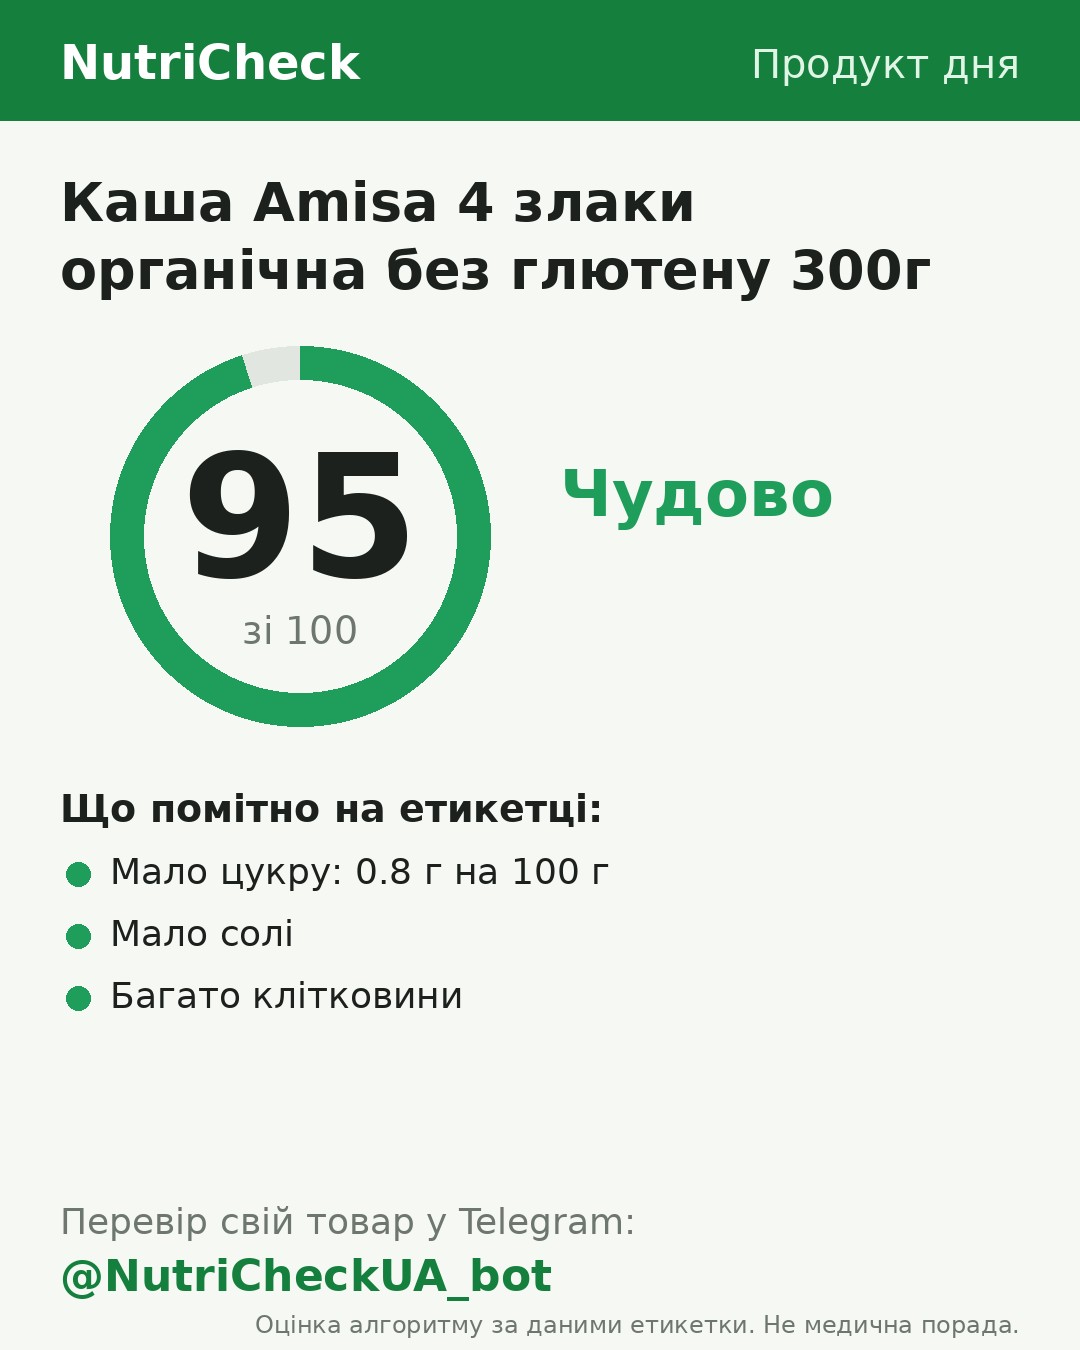 NutriCheck
Продукт дня
Каша Amisa 4 злаки
органічна без глютену 300г
95
зі 100
Чудово
Що помітно на етикетці:
Мало цукру: 0.8 г на 100 г
Мало солі
Багато клітковини
Перевір свій товар у Telegram:
@NutriCheckUA_bot
Оцінка алгоритму за даними етикетки. Не медична порада.